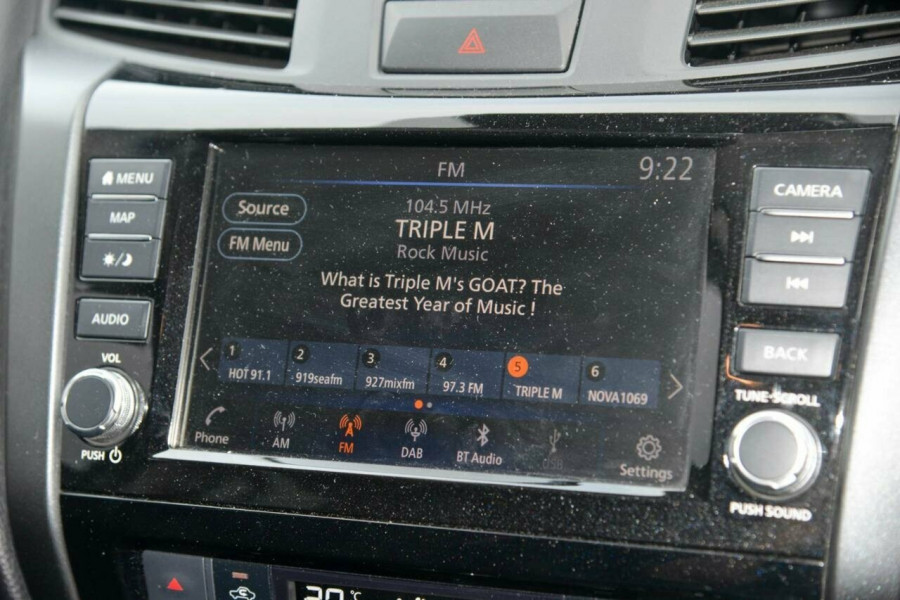 MENU
MAP
AUDIO
VOL
PUSH
FM
9:22
Source
FM Menu
104.5 MHz
TRIPLE M
Rock Music
What is Triple M's GOAT? The
Greatest Year of Music !
1 2 3 4 5 6
HOT 91.1 919seafm 927mixfm 97.3 FM TRIPLE M NOVA1069
Phone AM FM DAB BT Audio USB Settings
CAMERA
BACK
TUNE•SCROLL
PUSH SOUND
20°C